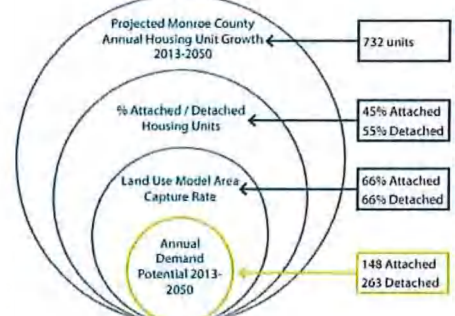 Projected Monroe County
Annual Housing Unit Growth
2013-2050
732 units
% Attached / Detached
Housing Units
45% Attached
55% Detached
Land Use Model Area
Capture Rate
66% Attached
66% Detached
Annual
Demand
Potential 2013-
2050
148 Attached
263 Detached